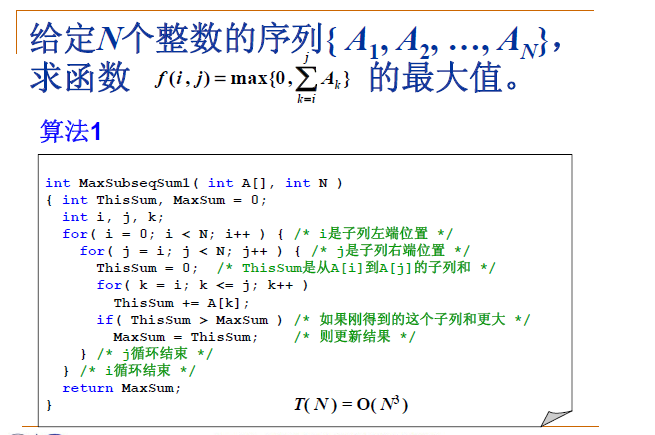 给定N个整数的序列{ A1, A2, …, AN},
求函数 f(i, j) = max{0, ∑_{k=i}^{j} Ak} 的最大值。
算法1
int MaxSubseqSum1( int A[], int N )
{ int ThisSum, MaxSum = 0;
int i, j, k;
for( i = 0; i < N; i++ ) { /* i是子列左端位置 */
for( j = i; j < N; j++ ) { /* j是子列右端位置 */
ThisSum = 0; /* ThisSum是从A[i]到A[j]的子列和 */
for( k = i; k <= j; k++ )
ThisSum += A[k];
if( ThisSum > MaxSum ) /* 如果刚得到的这个子列和更大 */
MaxSum = ThisSum; /* 则更新结果 */
} /* j循环结束 */
} /* i循环结束 */
return MaxSum;
} T( N ) = O( N³ )